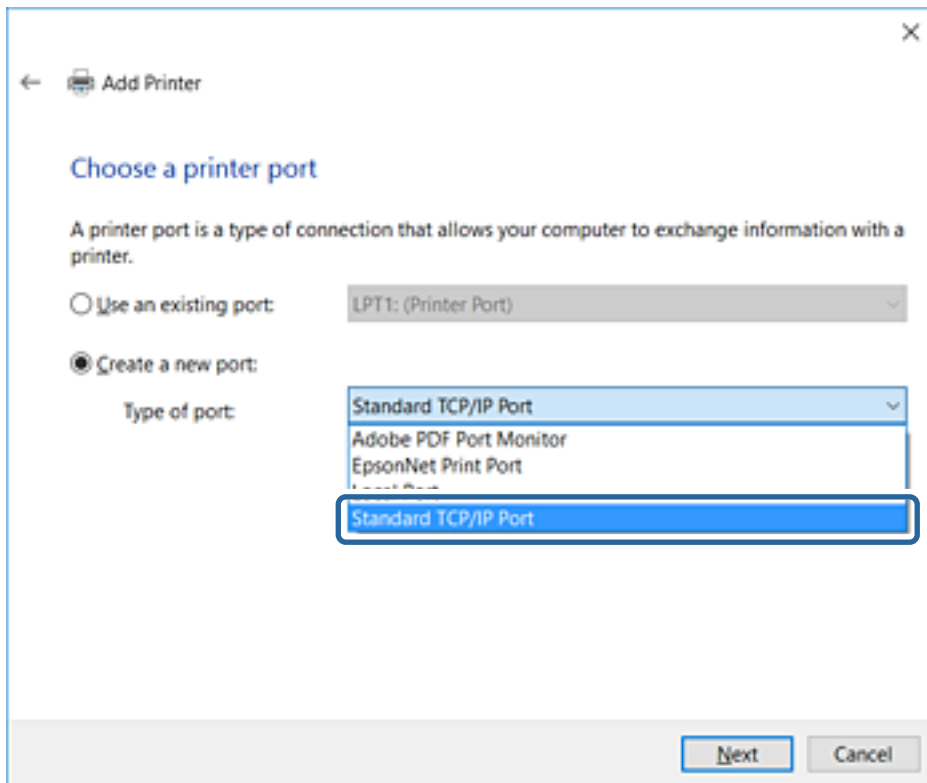 Add Printer
Choose a printer port
A printer port is a type of connection that allows your computer to exchange information with a
printer.
Use an existing port:
LPT1: (Printer Port)
Create a new port:
Type of port:
Standard TCP/IP Port
Adobe PDF Port Monitor
EpsonNet Print Port
Local Port
Standard TCP/IP Port
Next
Cancel